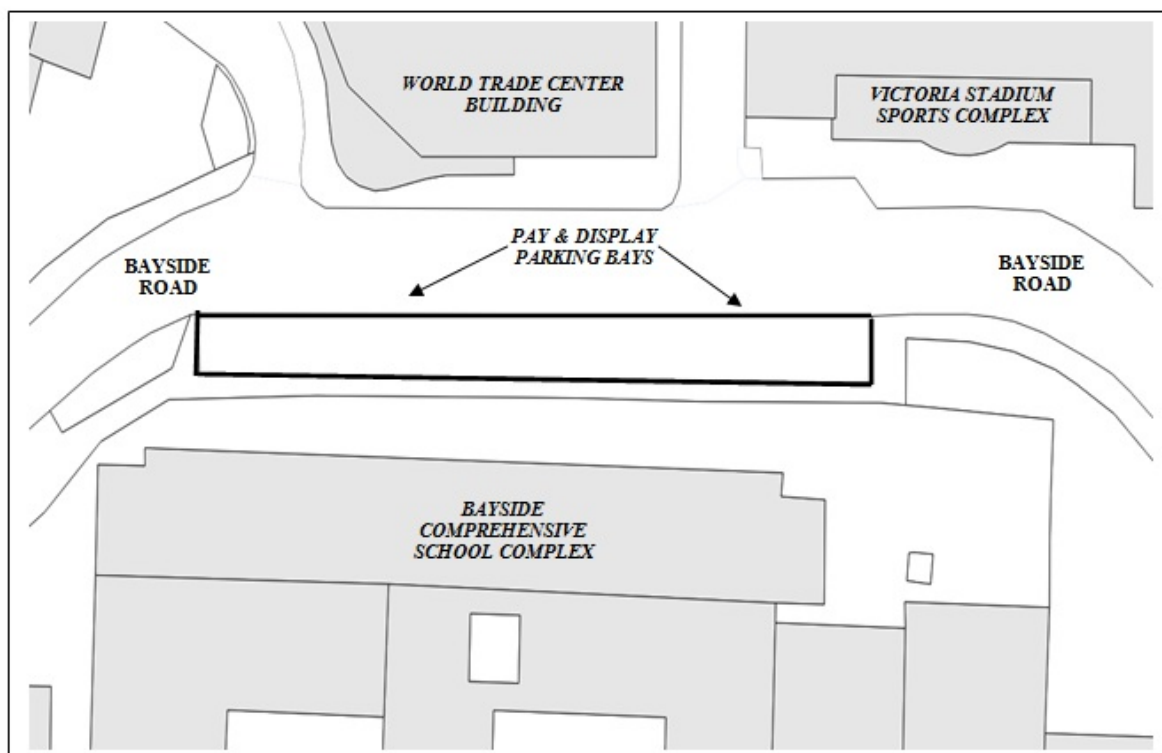 WORLD TRADE CENTER
BUILDING
VICTORIA STADIUM
SPORTS COMPLEX
PAY & DISPLAY
PARKING BAYS
BAYSIDE
ROAD
BAYSIDE
ROAD
BAYSIDE
COMPREHENSIVE
SCHOOL COMPLEX